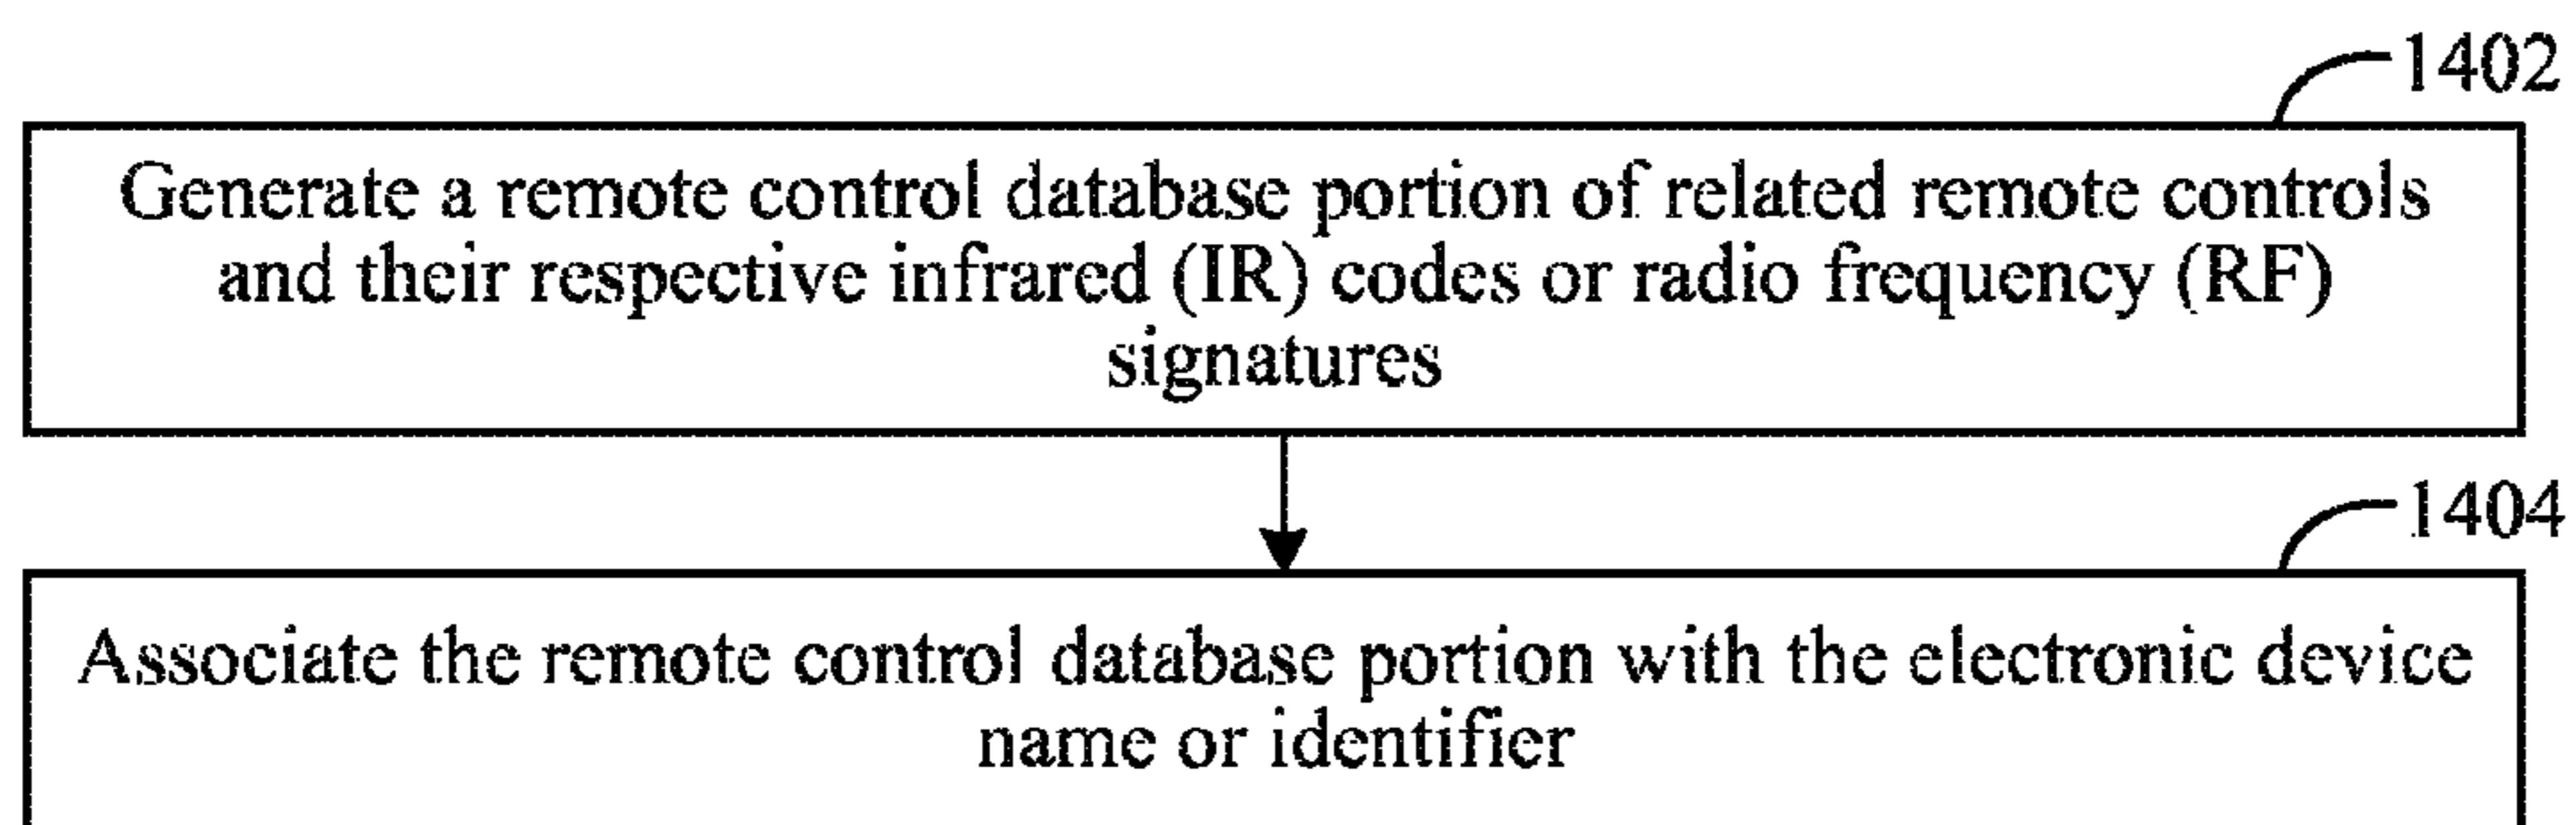 1402
Generate a remote control database portion of related remote controls
and their respective infrared (IR) codes or radio frequency (RF)
signatures
1404
Associate the remote control database portion with the electronic device
name or identifier